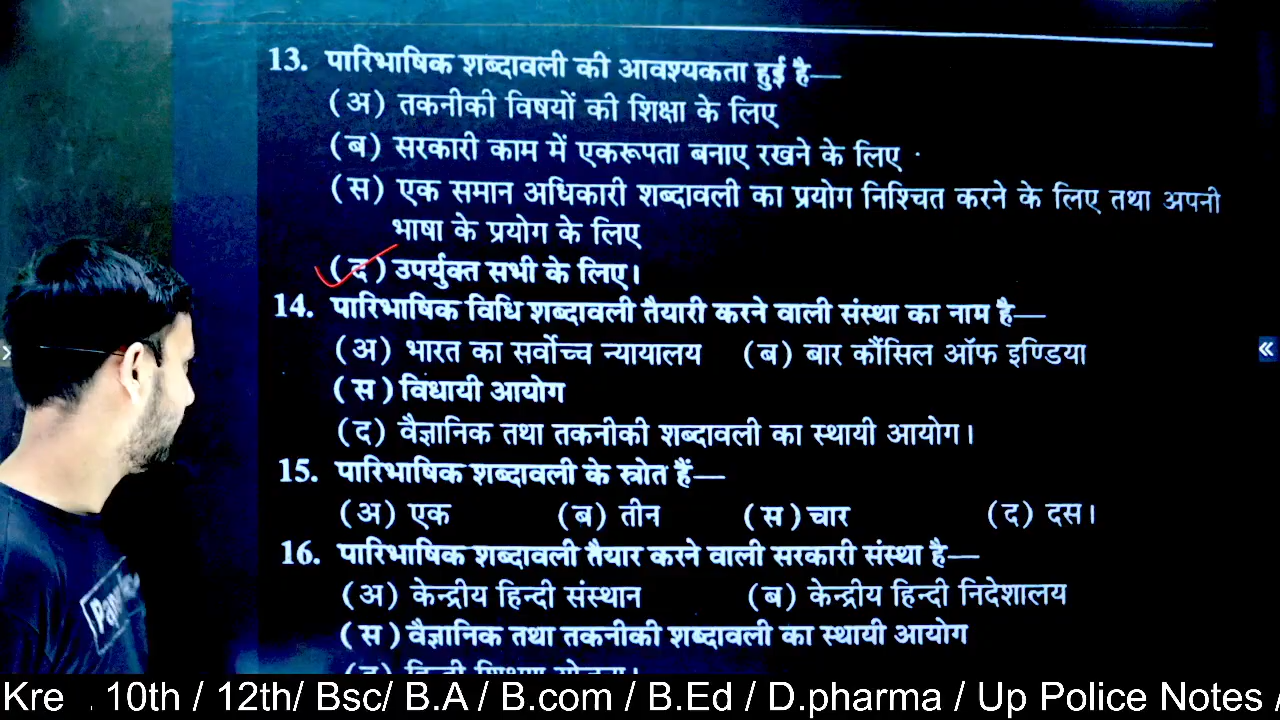 13. पारिभाषिक शब्दावली की आवश्यकता हुई है—
(अ) तकनीकी विषयों की शिक्षा के लिए
(ब) सरकारी काम में एकरूपता बनाए रखने के लिए
(स) एक समान अधिकारी शब्दावली का प्रयोग निश्चित करने के लिए तथा अपनी
भाषा के प्रयोग के लिए
(द) उपर्युक्त सभी के लिए।
14. पारिभाषिक विधि शब्दावली तैयारी करने वाली संस्था का नाम है—
(अ) भारत का सर्वोच्च न्यायालय (ब) बार कौंसिल ऑफ इण्डिया
(स) विधायी आयोग
(द) वैज्ञानिक तथा तकनीकी शब्दावली का स्थायी आयोग।
15. पारिभाषिक शब्दावली के स्त्रोत हैं—
(अ) एक (ब) तीन (स) चार (द) दस।
16. पारिभाषिक शब्दावली तैयार करने वाली सरकारी संस्था है—
(अ) केन्द्रीय हिन्दी संस्थान (ब) केन्द्रीय हिन्दी निदेशालय
(स) वैज्ञानिक तथा तकनीकी शब्दावली का स्थायी आयोग
Kre 10th / 12th/ Bsc/ B.A / B.com / B.Ed / D.pharma / Up Police Notes /